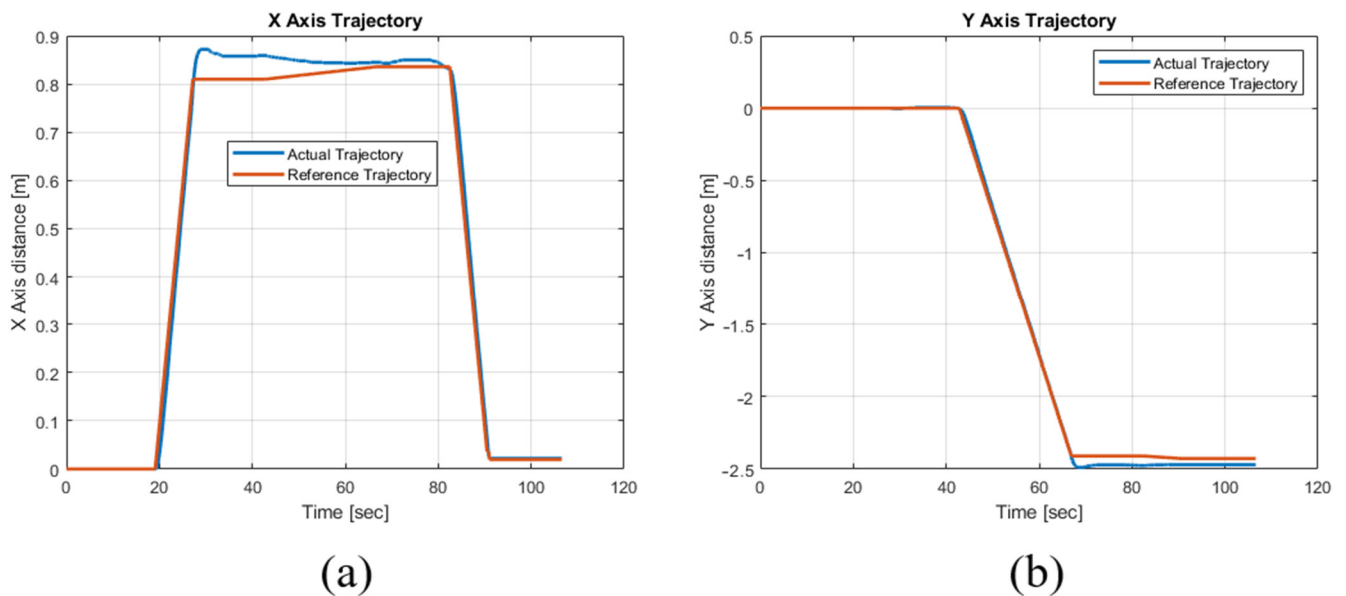 X Axis Trajectory
0.9
0.8
0.7
0.6
0.5
0.4
0.3
0.2
0.1
0
X Axis distance [m]
Actual Trajectory
Reference Trajectory
0 20 40 60 80 100 120
Time [sec]
(a)
Y Axis Trajectory
0.5
0
-0.5
-1
-1.5
-2
-2.5
Y Axis distance [m]
Actual Trajectory
Reference Trajectory
0 20 40 60 80 100 120
Time [sec]
(b)